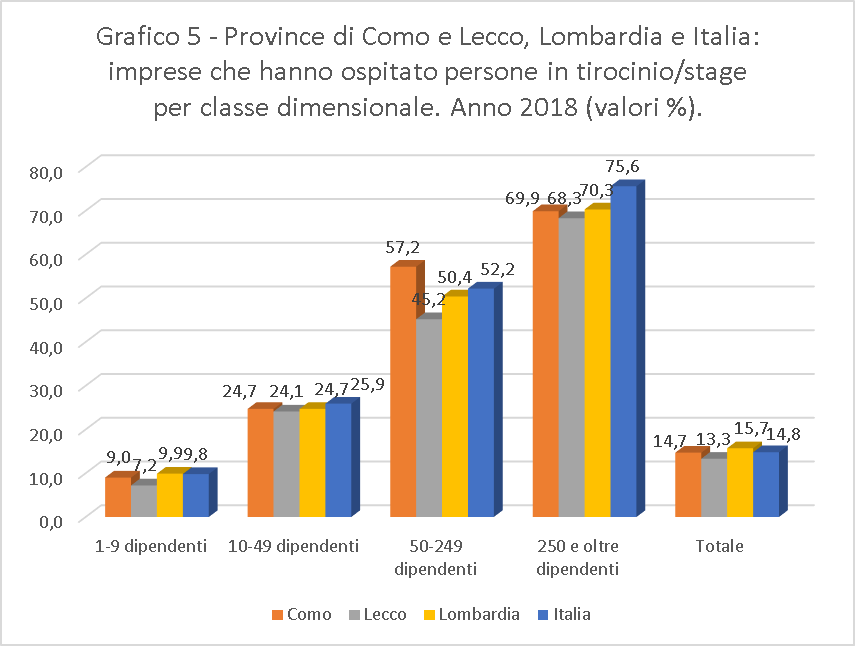 Grafico 5 - Province di Como e Lecco, Lombardia e Italia:
imprese che hanno ospitato persone in tirocinio/stage
per classe dimensionale. Anno 2018 (valori %).
80,0
70,0
60,0
50,0
40,0
30,0
20,0
10,0
0,0
9,0
7,2
9,9
9,8
24,7
24,1
24,7
25,9
57,2
45,2
50,4
52,2
69,9
68,3
70,3
75,6
14,7
13,3
15,7
14,8
1-9 dipendenti
10-49 dipendenti
50-249
dipendenti
250 e oltre
dipendenti
Totale
Como
Lecco
Lombardia
Italia